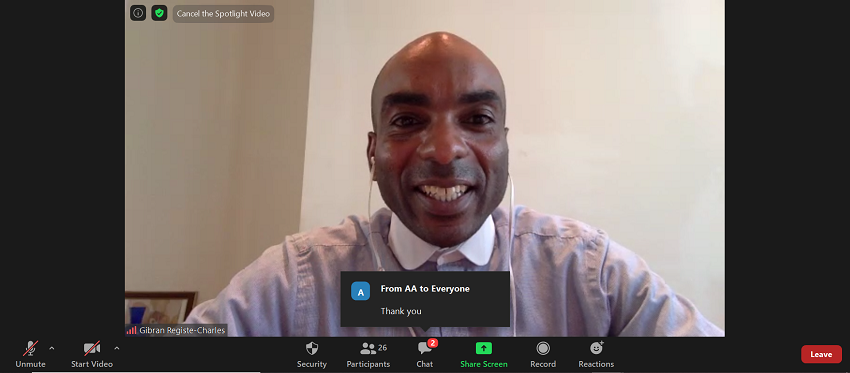 Cancel the Spotlight Video
A
From AA to Everyone
Thank you
Gibran Registe-Charles
Unmute
Start Video
Security
26
Participants
2
Chat
Share Screen
Record
Reactions
Leave